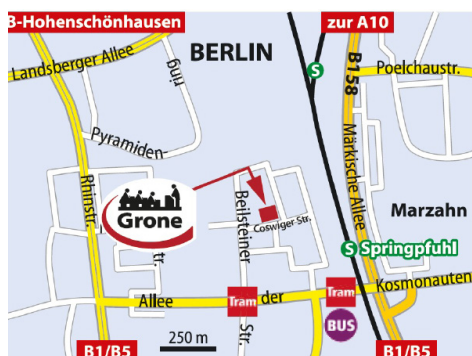 B-Hohenschönhausen
zur A10
BERLIN
Landsberger Allee
ring
S
B158
Poelchaustr.
Pyramiden-
Rhinstr.
Märkische Allee
Grone
Beilsteiner
Coswiger Str.
Marzahn
S Springpfuhl
tr.
Allee
Tram
der
Tram
Kosmonauten
BUS
Str.
250 m
B1/B5
B1/B5